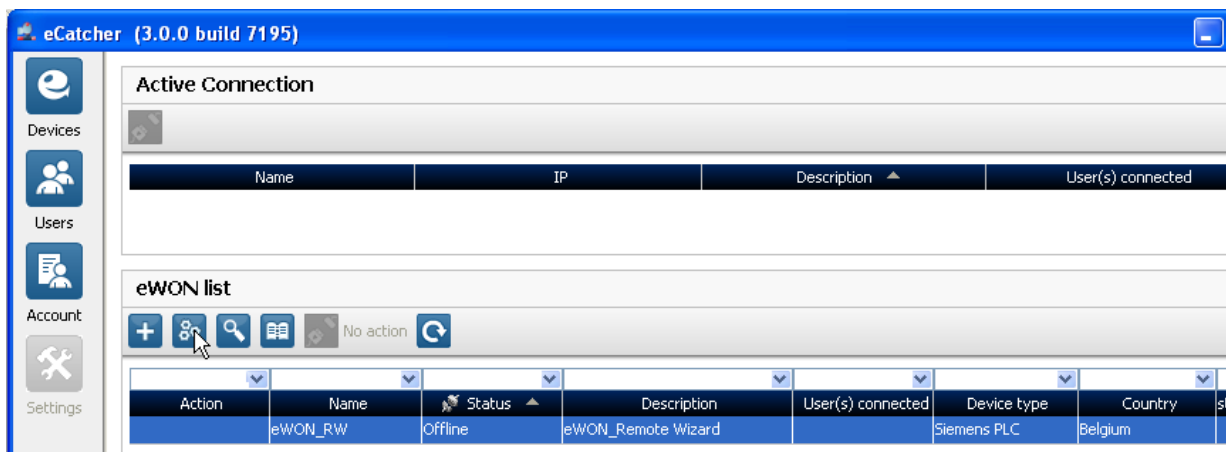 eCatcher (3.0.0 build 7195)
Devices
Users
Account
Settings
Active Connection
Name IP Description User(s) connected
eWON list
No action
Action Name Status Description User(s) connected Device type Country
eWON_RW Offline eWON_Remote Wizard Siemens PLC Belgium